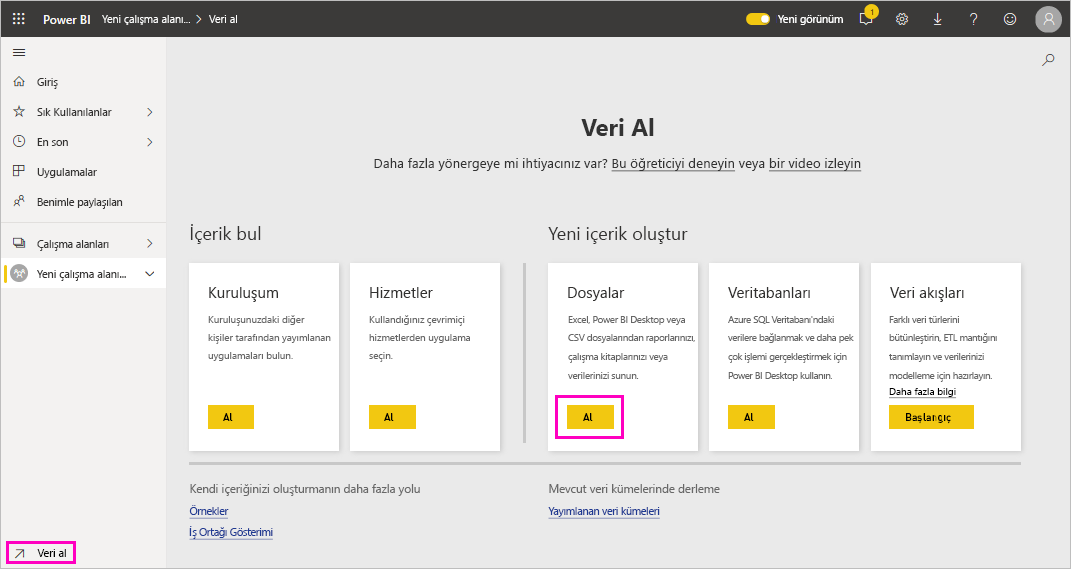 Power BI Yeni çalışma alanı... > Veri al
Yeni görünüm
1
Giriş
Sık Kullanılanlar
En son
Uygulamalar
Benimle paylaşılan
Çalışma alanları
Yeni çalışma alanı...
Veri al
Veri Al
Daha fazla yönergeye mi ihtiyacınız var? Bu öğreticiyi deneyin veya bir video izleyin
İçerik bul
Kuruluşum
Kuruluşunuzdaki diğer
kişiler tarafından yayımlanan
uygulamaları bulun.
Al
Hizmetler
Kullandığınız çevrimiçi
hizmetlerden uygulama
seçin.
Al
Yeni içerik oluştur
Dosyalar
Excel, Power BI Desktop veya
CSV dosyalarından raporlarınızı,
çalışma kitaplarınızı veya
verilerinizi sunun.
Al
Veritabanları
Azure SQL Veritabanı'ndaki
verilere bağlanmak ve daha pek
çok işlemi gerçekleştirmek için
Power BI Desktop kullanın.
Al
Veri akışları
Farklı veri türlerini
bütünleştirin, ETL mantığını
tanımlayın ve verilerinizi
modelleme için hazırlayın.
Daha fazla bilgi
Başlangıç
Kendi içeriğinizi oluşturmanın daha fazla yolu
Örnekler
İş Ortağı Gösterimi
Mevcut veri kümelerinde derleme
Yayımlanan veri kümeleri